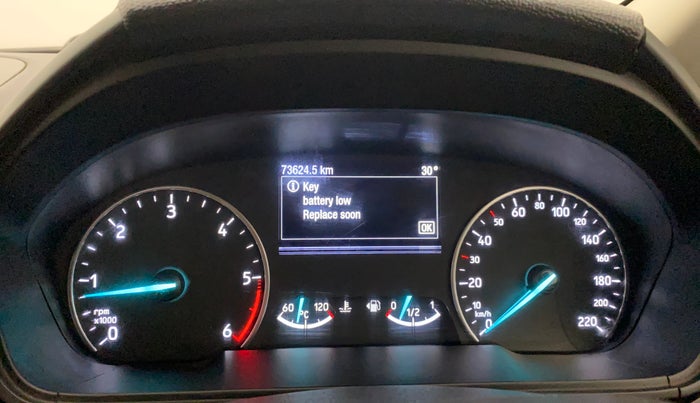 73624.5 km 30°
Key
battery low
Replace soon
OK
0 1 2 3 4 5 6
rpm
x1000
60 120
°C
0 1/2 1
0 10 20 30 40 50 60 80 100 120 140 160 180 200 220
km/h